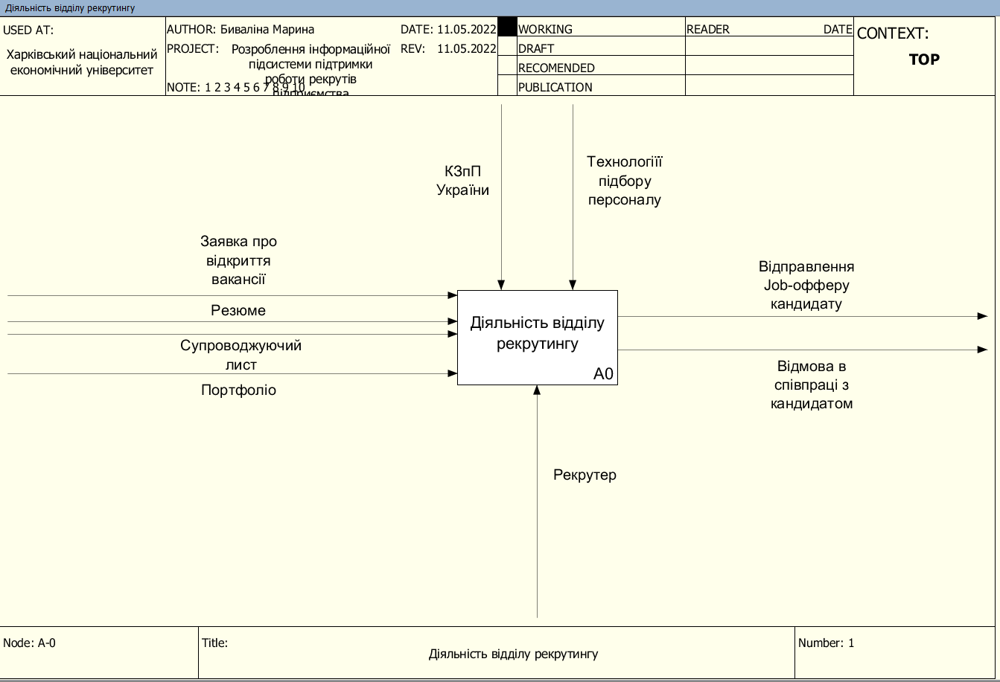 Діяльність відділу рекрутингу
USED AT:
Харківський національний
економічний університет
AUTHOR: Биваліна Марина
DATE: 11.05.2022
PROJECT: Розроблення інформаційної
підсистеми підтримки
роботи рекрутів
підприємства
REV: 11.05.2022
NOTE: 1 2 3 4 5 6 7 8 9 10
WORKING
DRAFT
RECOMENDED
PUBLICATION
READER DATE
CONTEXT:
TOP
КЗпП
України
Технологіїї
підбору
персоналу
Заявка про
відкриття
вакансії
Резюме
Супроводжуючий
лист
Портфоліо
Діяльність відділу
рекрутингу
A0
Відправлення
Job-офферу
кандидату
Відмова в
співпраці з
кандидатом
Рекрутер
Node: A-0
Title:
Діяльність відділу рекрутингу
Number: 1